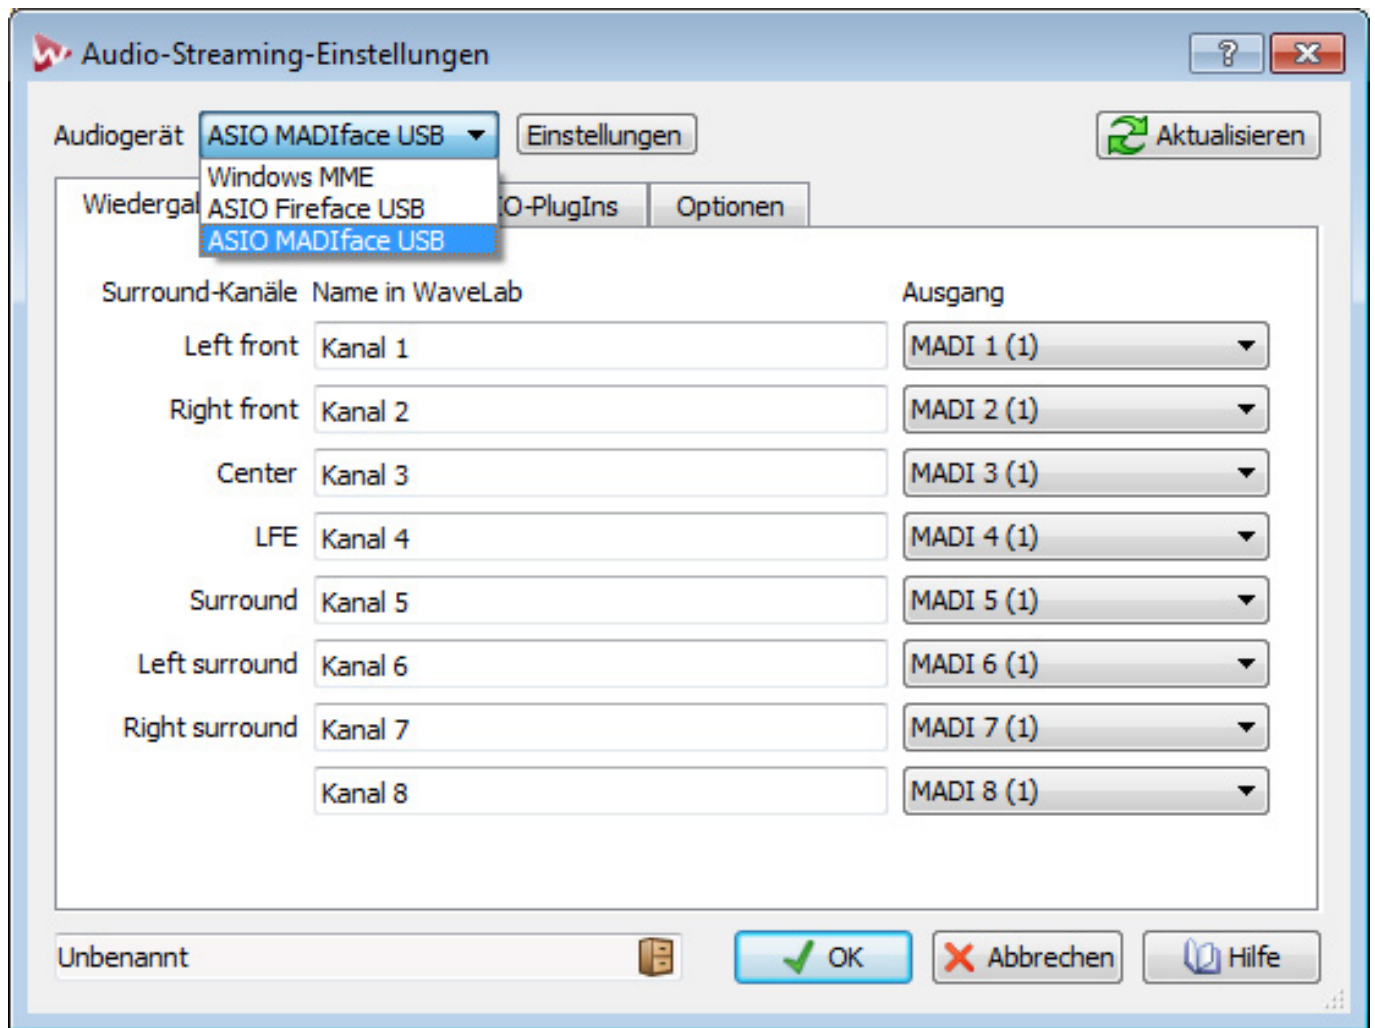 Audio-Streaming-Einstellungen
Audiogerät ASIO MADIface USB Einstellungen Aktualisieren
Windows MME
ASIO Fireface USB
ASIO MADIface USB
Optionen
Surround-Kanäle Name in WaveLab Ausgang
Left front Kanal 1 MADI 1 (1)
Right front Kanal 2 MADI 2 (1)
Center Kanal 3 MADI 3 (1)
LFE Kanal 4 MADI 4 (1)
Surround Kanal 5 MADI 5 (1)
Left surround Kanal 6 MADI 6 (1)
Right surround Kanal 7 MADI 7 (1)
Kanal 8 MADI 8 (1)
Unbenannt OK Abbrechen Hilfe